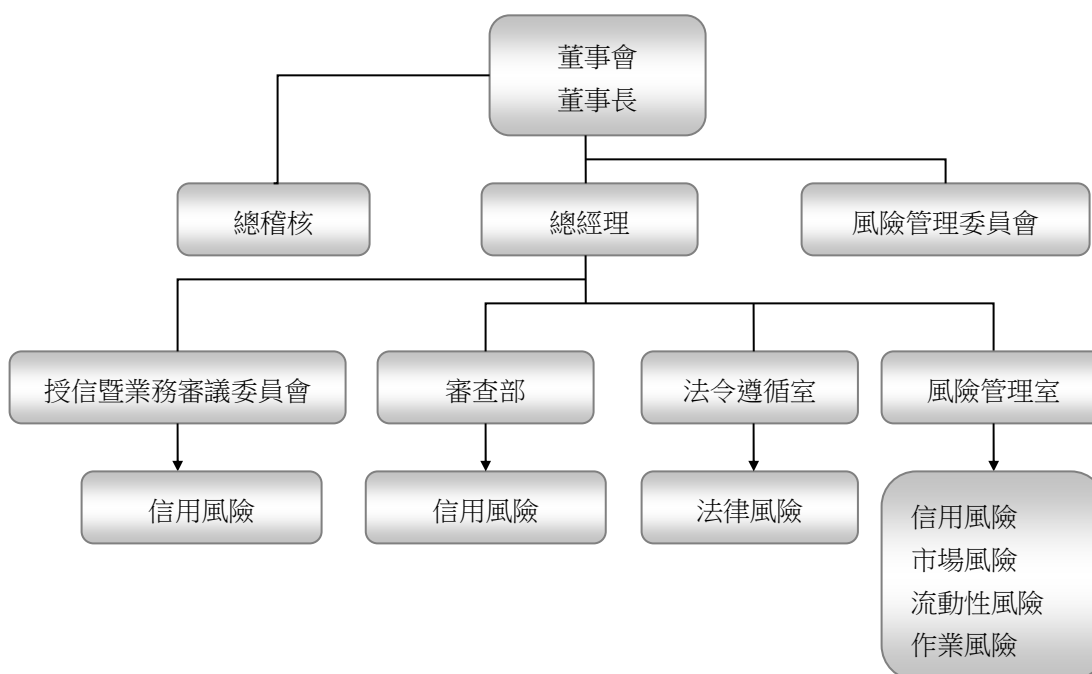 董事會
董事長
總稽核
總經理
風險管理委員會
授信暨業務審議委員會
審查部
法令遵循室
風險管理室
信用風險
信用風險
法律風險
信用風險
市場風險
流動性風險
作業風險